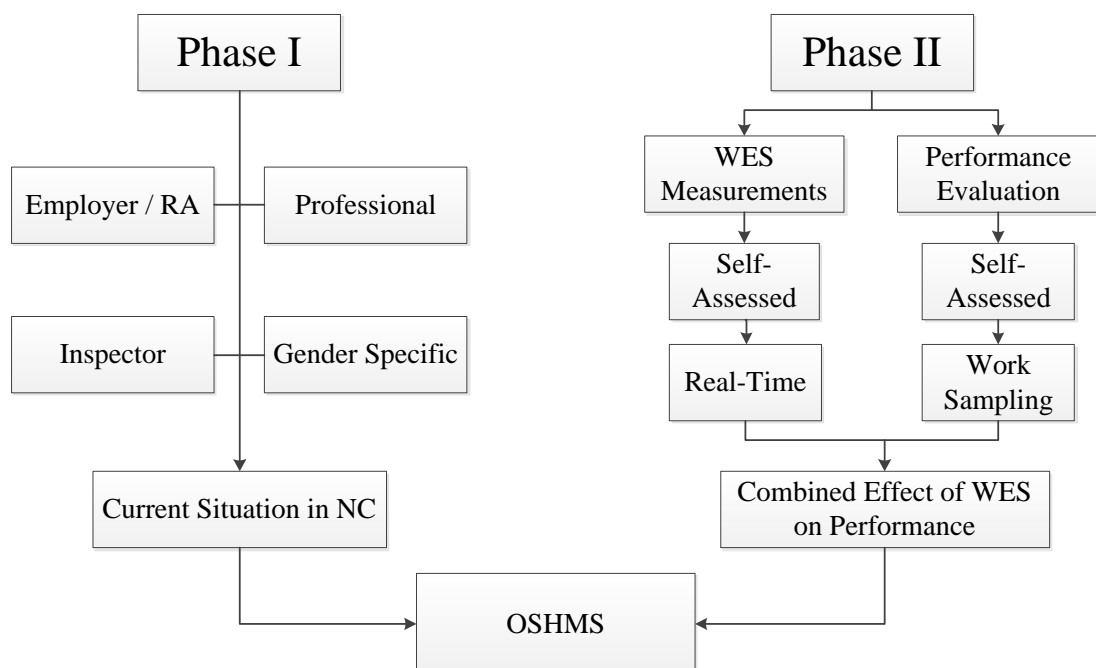 Phase I
Phase II
WES
Measurements
Performance
Evaluation
Employer / RA
Professional
Self-
Assessed
Self-
Assessed
Inspector
Gender Specific
Real-Time
Work
Sampling
Current Situation in NC
Combined Effect of WES
on Performance
OSHMS